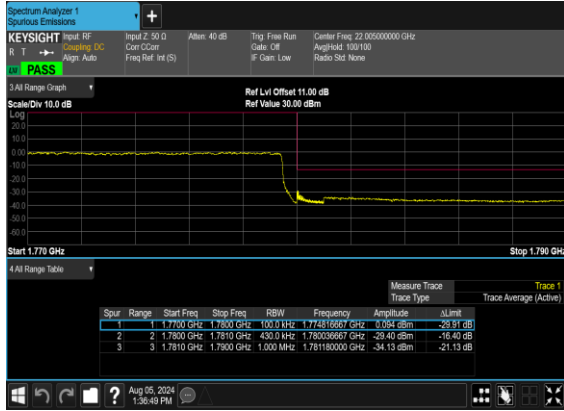 Spectrum Analyzer 1
Spurious Emissions
+
KEYSIGHT Input: RF Input Z: 50 Ω Atten: 40 dB Trig: Free Run Center Freq: 22.005000000 GHz
R T Coupling: DC Corr CCorr Gate: Off Avg|Hold: 100/100
Align: Auto Freq Ref: Int (S) IF Gain: Low Radio Std: None
PASS
3 All Range Graph
Ref Lvl Offset 11.00 dB
Scale/Div 10.0 dB Ref Value 30.00 dBm
Log
20.0
10.0
0.00
-10.0
-20.0
-30.0
-40.0
-50.0
-60.0
Start 1.770 GHz Stop 1.790 GHz
4 All Range Table
Measure Trace Trace 1
Trace Type Trace Average (Active)
Spur Range Start Freq Stop Freq RBW Frequency Amplitude ΔLimit
1 1 1.7700 GHz 1.7800 GHz 100.0 kHz 1.774816667 GHz 0.094 dBm -29.91 dB
2 2 1.7800 GHz 1.7810 GHz 430.0 kHz 1.780036667 GHz -29.40 dBm -16.40 dB
3 3 1.7810 GHz 1.7900 GHz 1.000 MHz 1.781180000 GHz -34.13 dBm -21.13 dB
? Aug 05, 2024
1:36:49 PM